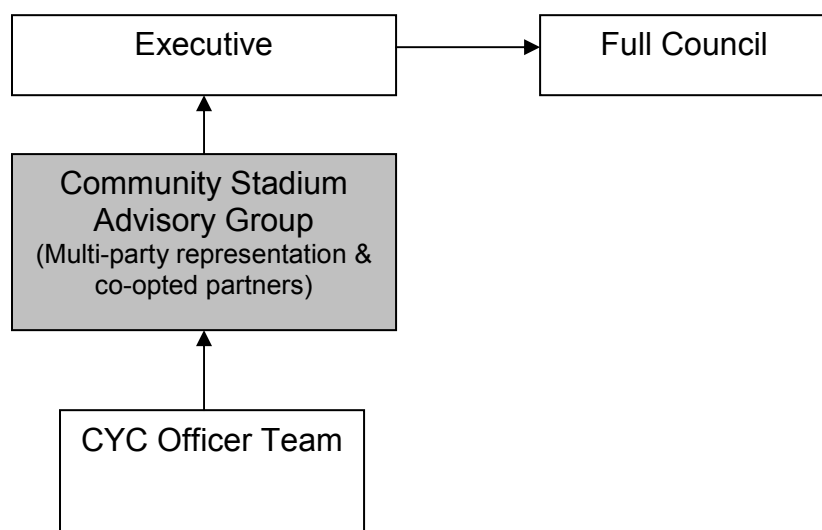 Executive
Full Council
Community Stadium
Advisory Group
(Multi-party representation &
co-opted partners)
CYC Officer Team